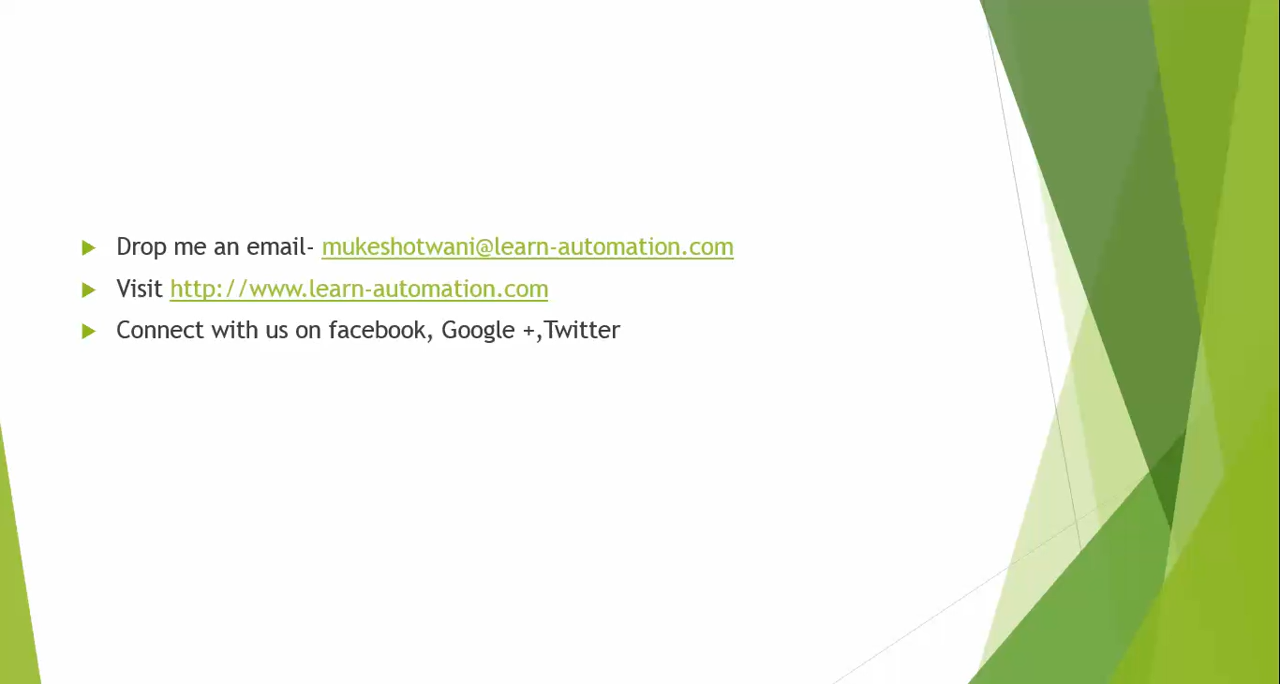 Drop me an email- mukeshotwani@learn-automation.com
Visit http://www.learn-automation.com
Connect with us on facebook, Google +,Twitter